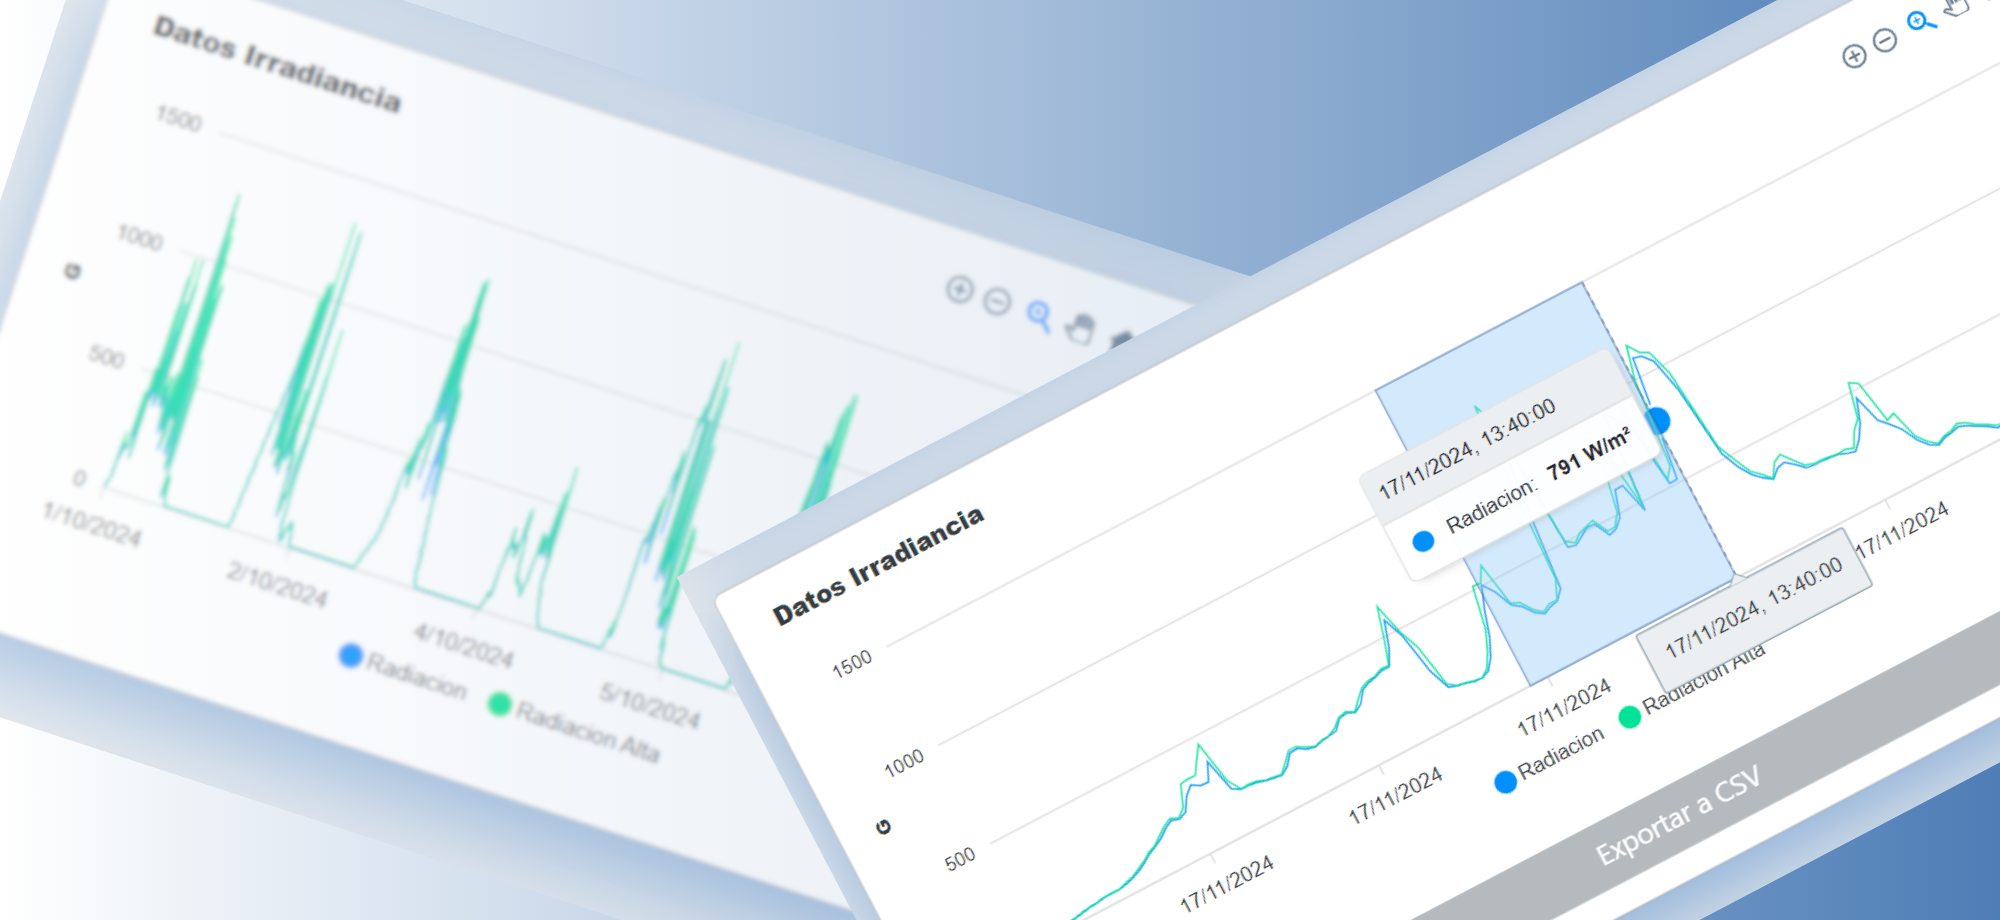 Datos Irradiancia
1500
1000
G
500
0
1/10/2024
2/10/2024
4/10/2024
5/10/2024
Radiacion
Radiacion Alta
Datos Irradiancia
1500
1000
G
500
17/11/2024, 13:40:00
Radiacion: 791 W/m²
17/11/2024, 13:40:00
17/11/2024
17/11/2024
17/11/2024
17/11/2024
Radiacion
Radiacion Alta
Exportar a CSV